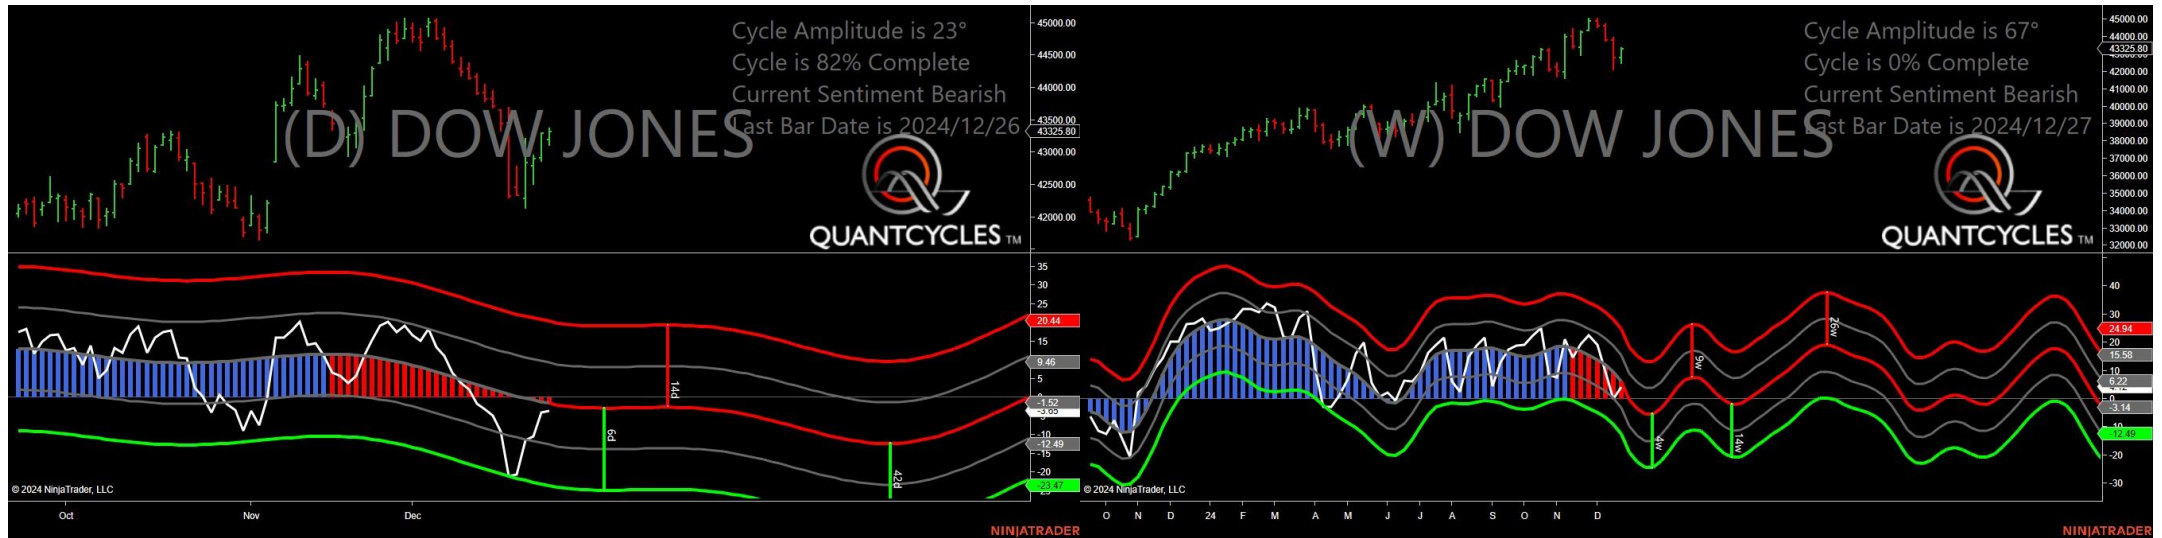 Cycle Amplitude is 23°
Cycle is 82% Complete
Current Sentiment Bearish
Last Bar Date is 2024/12/26
(D) DOW JONES
QUANTCYCLES TM
45000.00
44500.00
44000.00
43500.00
43325.80
43000.00
42500.00
42000.00
35
30
25
20.44
15
9.46
5
-1.52
-3.65
-10
-12.49
-15
-20
-23.47
14d
6d
42d
© 2024 NinjaTrader, LLC
Oct Nov Dec
NINJATRADER
Cycle Amplitude is 67°
Cycle is 0% Complete
Current Sentiment Bearish
Last Bar Date is 2024/12/27
(W) DOW JONES
QUANTCYCLES TM
45000.00
44000.00
43325.80
42000.00
41000.00
40000.00
39000.00
38000.00
37000.00
36000.00
35000.00
34000.00
33000.00
32000.00
40
30
24.94
20
15.58
10
6.22
0
-3.14
-10
-12.49
-20
-30
9w
26w
4w
14w
© 2024 NinjaTrader, LLC
O N D 24 F M A M J J A S O N D
NINJATRADER